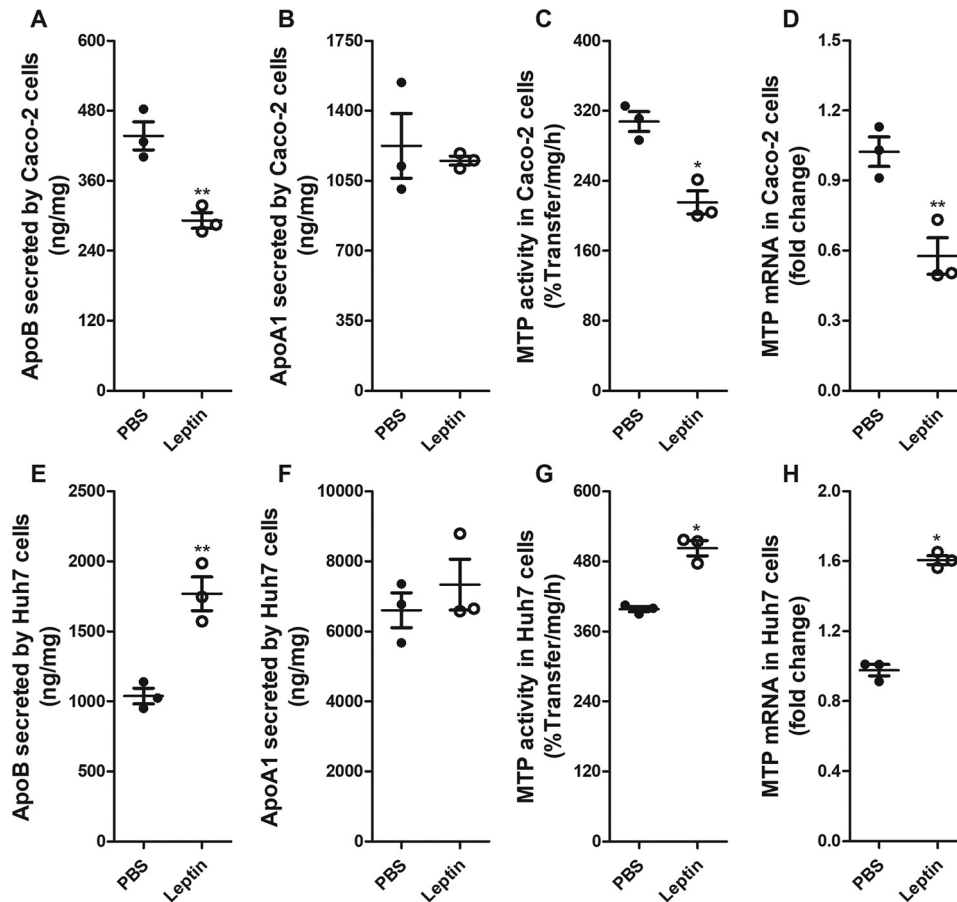 A
ApoB secreted by Caco-2 cells
(ng/mg)
600
480
360
240
120
0
**
PBS
Leptin
B
ApoA1 secreted by Caco-2 cells
(ng/mg)
1750
1400
1050
700
350
0
PBS
Leptin
C
MTP activity in Caco-2 cells
(%Transfer/mg/h)
400
320
240
160
80
0
*
PBS
Leptin
D
MTP mRNA in Caco-2 cells
(fold change)
1.5
1.2
0.9
0.6
0.3
0.0
**
PBS
Leptin
E
ApoB secreted by Huh7 cells
(ng/mg)
2500
2000
1500
1000
500
0
**
PBS
Leptin
F
ApoA1 secreted by Huh7 cells
(ng/mg)
10000
8000
6000
4000
2000
0
PBS
Leptin
G
MTP activity in Huh7 cells
(%Transfer/mg/h)
600
480
360
240
120
0
*
PBS
Leptin
H
MTP mRNA in Huh7 cells
(fold change)
2.0
1.6
1.2
0.8
0.4
0.0
*
PBS
Leptin